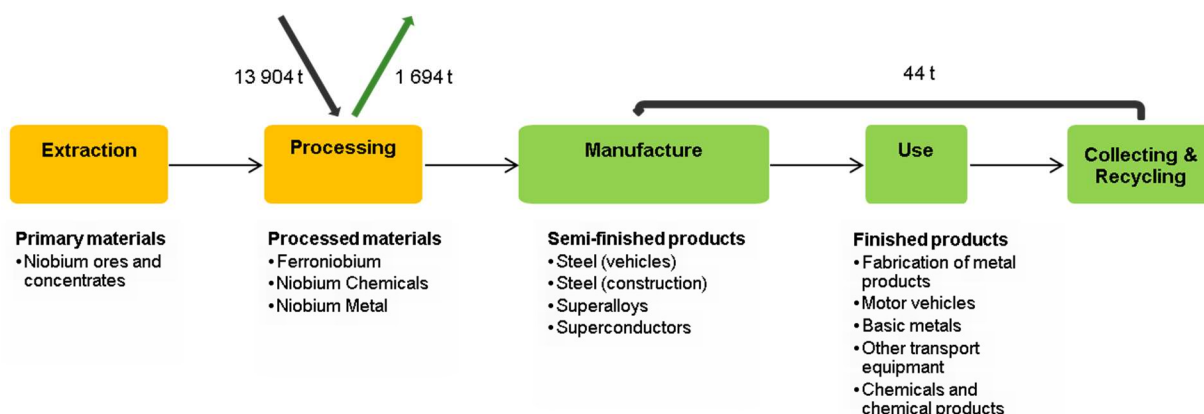 13 904 t
1 694 t
44 t
Extraction
Processing
Manufacture
Use
Collecting &
Recycling
Primary materials
•Niobium ores and
concentrates
Processed materials
•Ferroniobium
•Niobium Chemicals
•Niobium Metal
Semi-finished products
•Steel (vehicles)
•Steel (construction)
•Superalloys
•Superconductors
Finished products
•Fabrication of metal
products
•Motor vehicles
•Basic metals
•Other transport
equipmant
•Chemicals and
chemical products